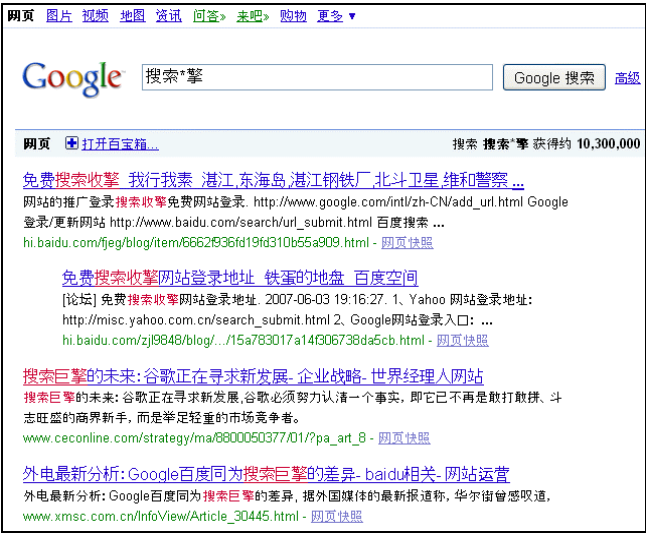 网页 图片 视频 地图 资讯 问答» 来吧» 购物 更多 ▼
Google 搜索*擎 Google 搜索 高级
网页 打开百宝箱... 搜索 搜索*擎 获得约 10,300,000
免费搜索收擎_我行我素_湛江,东海岛,湛江钢铁厂,北斗卫星,维和警察 ...
网站的推广登录搜索收擎免费网站登录. http://www.google.com/intl/zh-CN/add_url.html Google
登录/更新网站 http://www.baidu.com/search/url_submit.html 百度搜索 ...
hi.baidu.com/fjeg/blog/item/6662f936fd19fd310b55a909.html - 网页快照
免费搜索收擎网站登录地址_铁蛋的地盘_百度空间
[论坛] 免费搜索收擎网站登录地址. 2007-06-03 19:16:27. 1、Yahoo 网站登录地址:
http://misc.yahoo.com.cn/search_submit.html 2、Google网站登录入口: ...
hi.baidu.com/zjl9848/blog/.../15a783017a14f306738da5cb.html - 网页快照
搜索巨擎的未来:谷歌正在寻求新发展- 企业战略- 世界经理人网站
搜索巨擎的未来:谷歌正在寻求新发展,谷歌必须努力认清一个事实, 即它已不再是敢打敢拼、斗
志旺盛的商界新手, 而是举足轻重的市场竞争者。
www.ceconline.com/strategy/ma/8800050377/01/?pa_art_8 - 网页快照
外电最新分析:Google百度同为搜索巨擎的差异- baidu相关- 网站运营
外电最新分析:Google百度同为搜索巨擎的差异, 据外国媒体的最新报道称, 华尔街曾感叹道,
www.xmsc.com.cn/InfoView/Article_30445.html - 网页快照